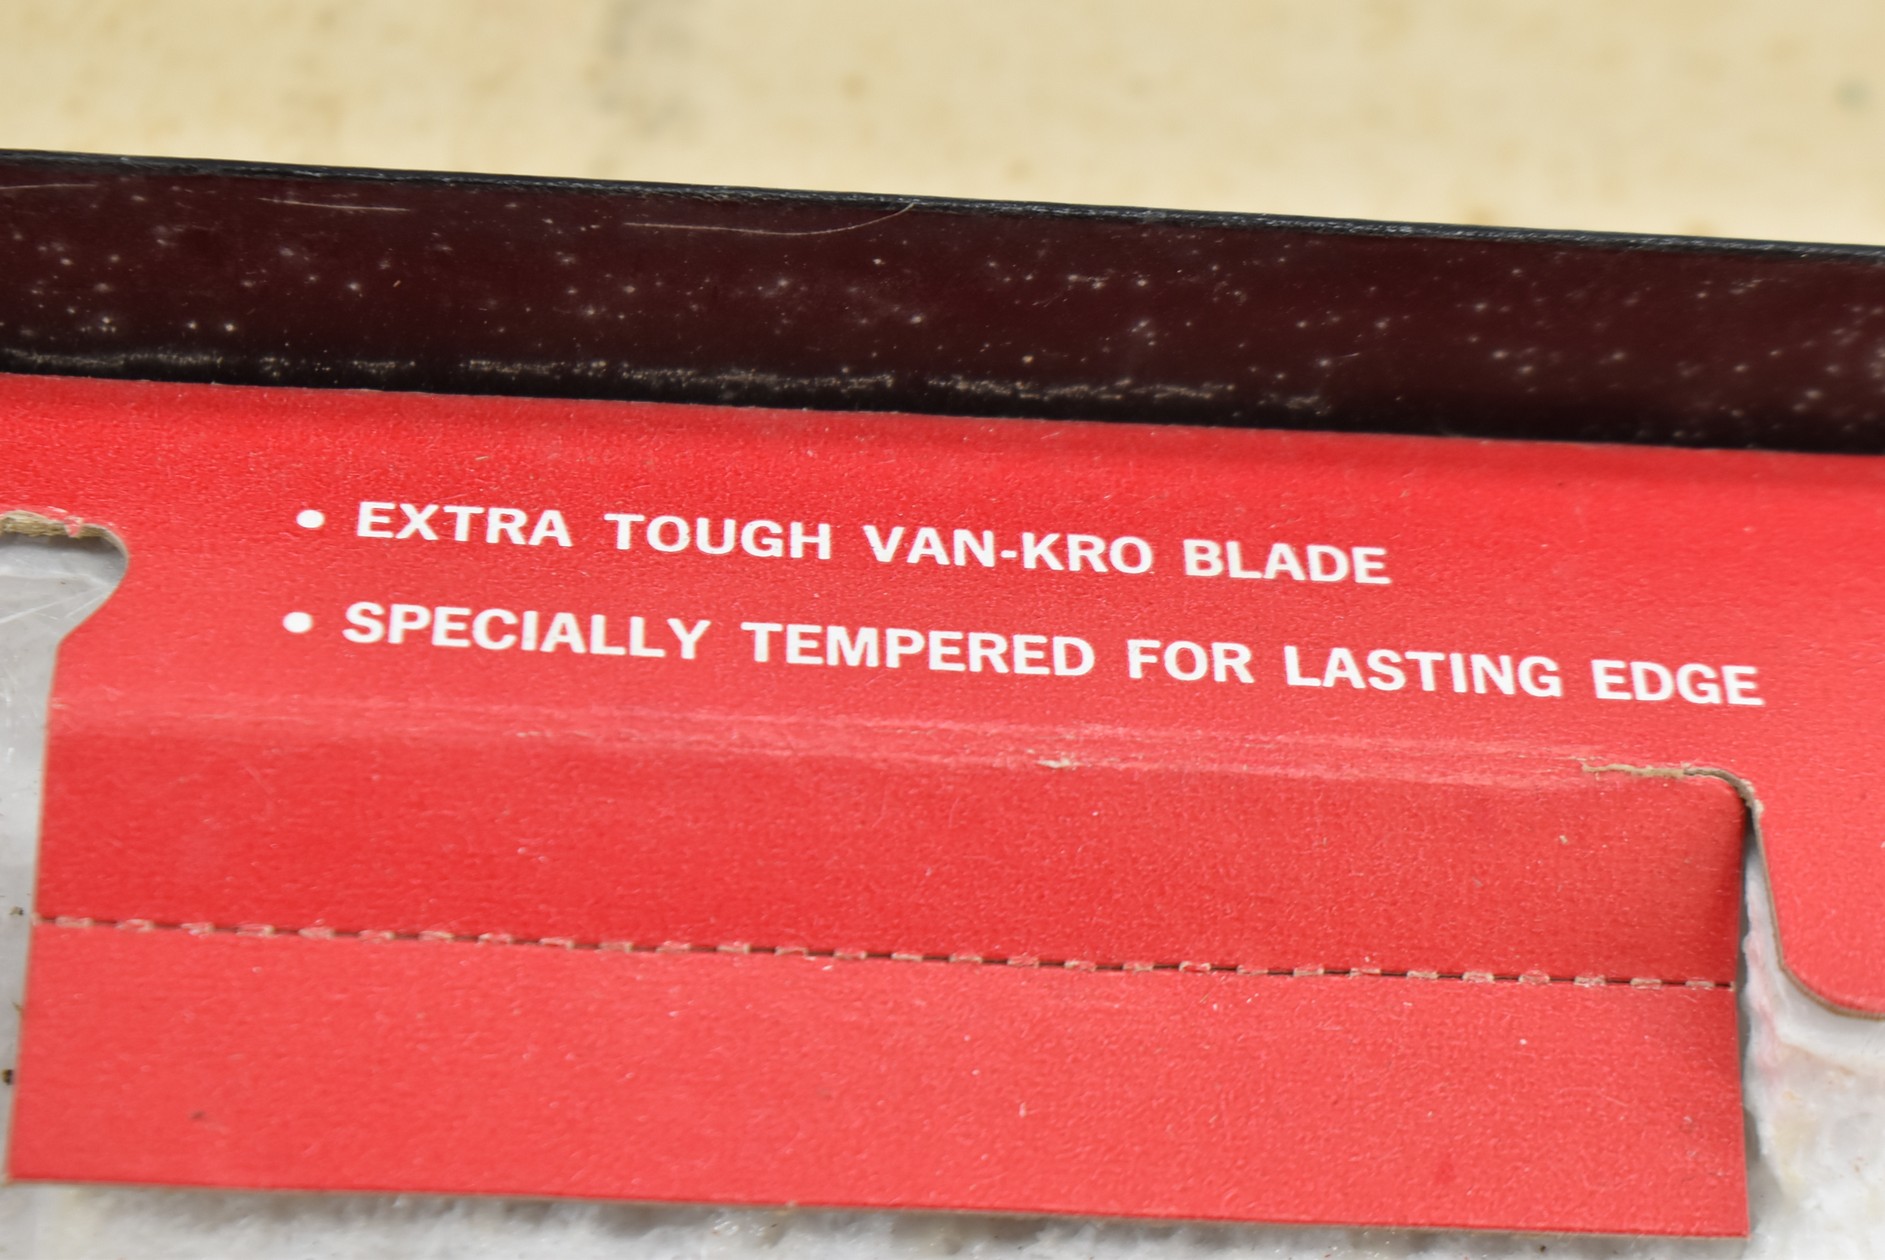 • EXTRA TOUGH VAN-KRO BLADE
• SPECIALLY TEMPERED FOR LASTING EDGE